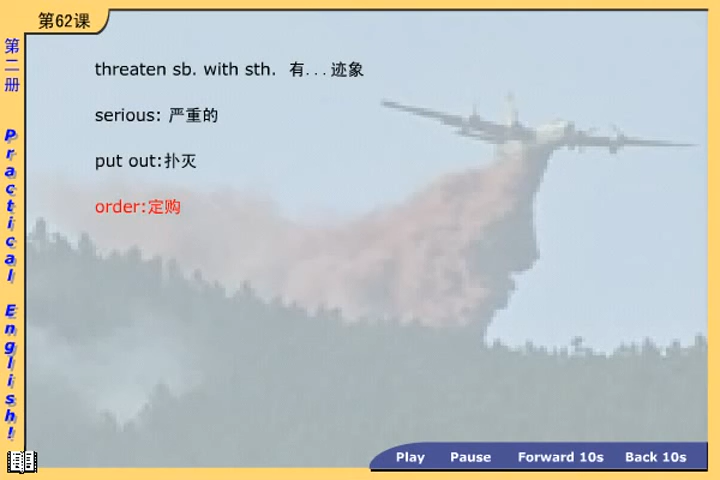 第62课
第二册
Practical English!
threaten sb. with sth. 有...迹象
serious: 严重的
put out:扑灭
order:定购
Play Pause Forward 10s Back 10s